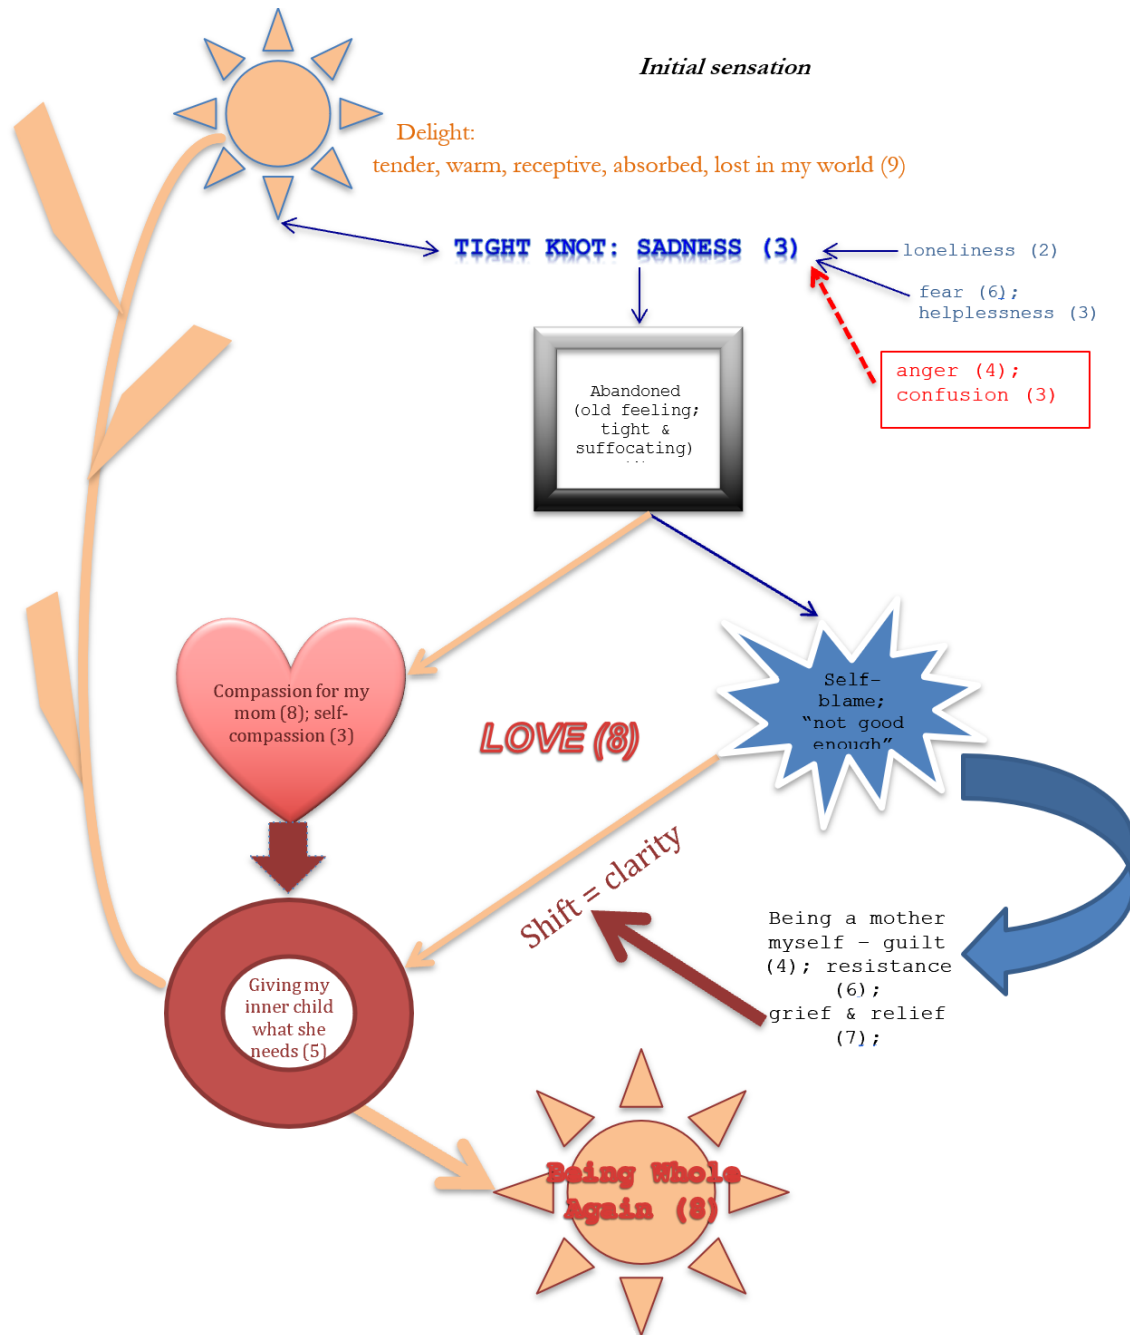 Initial sensation
Delight:
tender, warm, receptive, absorbed, lost in my world (9)
TIGHT KNOT: SADNESS (3)
loneliness (2)
fear (6);
helplessness (3)
anger (4);
confusion (3)
Abandoned
(old feeling;
tight &
suffocating)
Compassion for my
mom (8); self-
compassion (3)
LOVE (8)
Self-
blame;
“not good
enough”
Shift = clarity
Being a mother
myself – guilt
(4); resistance
(6);
grief & relief
(7);
Giving my
inner child
what she
needs (5)
Being Whole
Again (8)